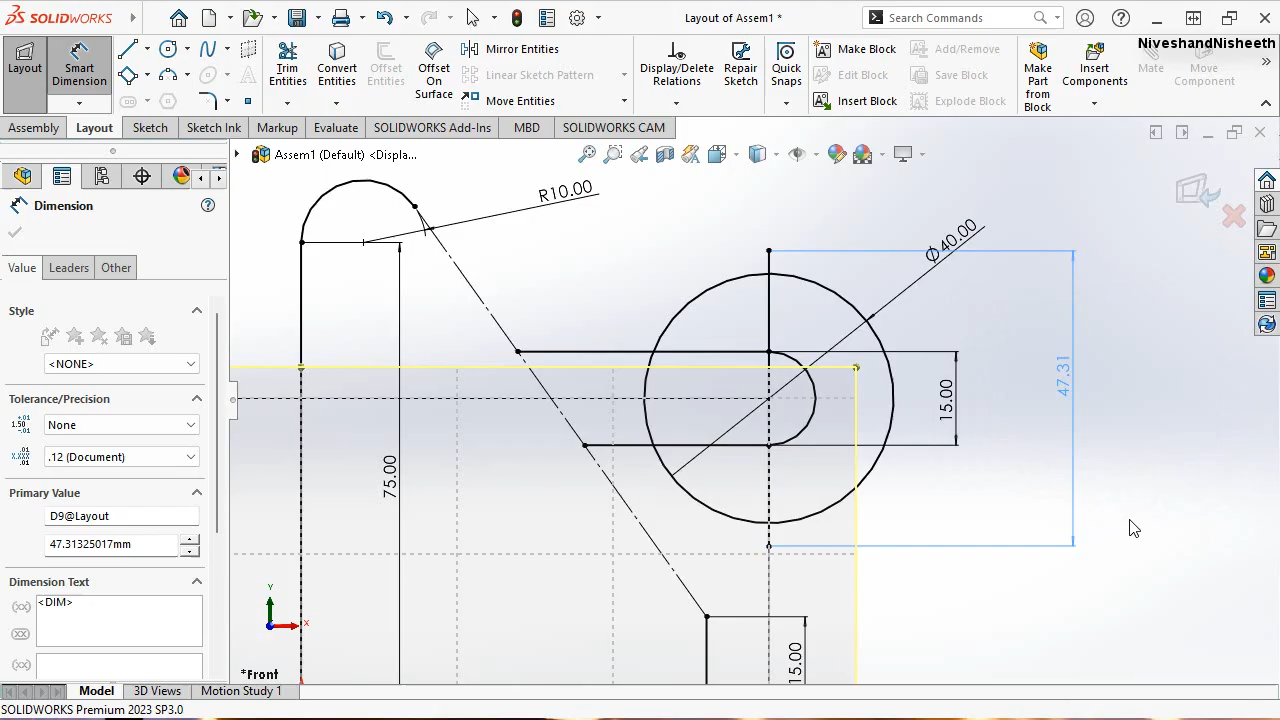 SOLIDWORKS
Layout of Assem1 *
Search Commands
NiveshandNisheeth
Layout
Smart Dimension
Trim Entities
Convert Entities
Offset Entities
Offset On Surface
Mirror Entities
Linear Sketch Pattern
Move Entities
Display/Delete Relations
Repair Sketch
Quick Snaps
Make Block
Edit Block
Insert Block
Add/Remove
Save Block
Explode Block
Make Part from Block
Insert Components
Mate
Move Component
Assembly
Layout
Sketch
Sketch Ink
Markup
Evaluate
SOLIDWORKS Add-Ins
MBD
SOLIDWORKS CAM
Assem1 (Default) <Displa...
Dimension
Value
Leaders
Other
Style
<NONE>
Tolerance/Precision
None
.12 (Document)
Primary Value
D9@Layout
47.31325017mm
Dimension Text
<DIM>
R10.00
75.00
ϕ40.00
15.00
47.31
15.00
Y
X
*Front
Model
3D Views
Motion Study 1
SOLIDWORKS Premium 2023 SP3.0